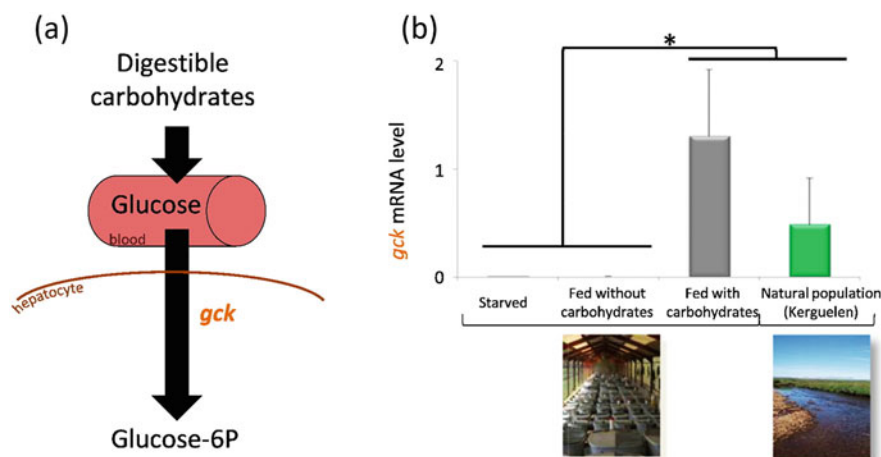 (a)
Digestible
carbohydrates
Glucose
blood
hepatocyte
gck
Glucose-6P
(b)
*
gck mRNA level
2
1
0
Starved
Fed without
carbohydrates
Fed with
carbohydrates
Natural population
(Kerguelen)